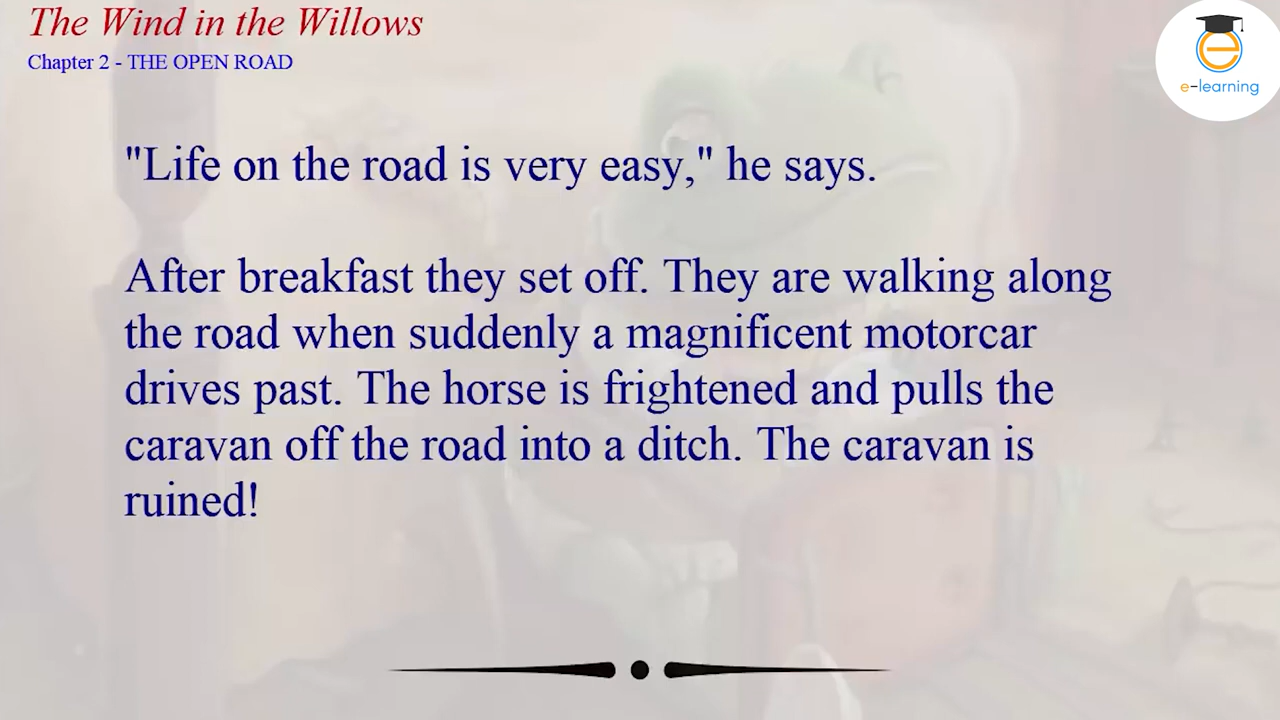 The Wind in the Willows
Chapter 2 - THE OPEN ROAD
e-learning
"Life on the road is very easy," he says.
After breakfast they set off. They are walking along
the road when suddenly a magnificent motorcar
drives past. The horse is frightened and pulls the
caravan off the road into a ditch. The caravan is
ruined!